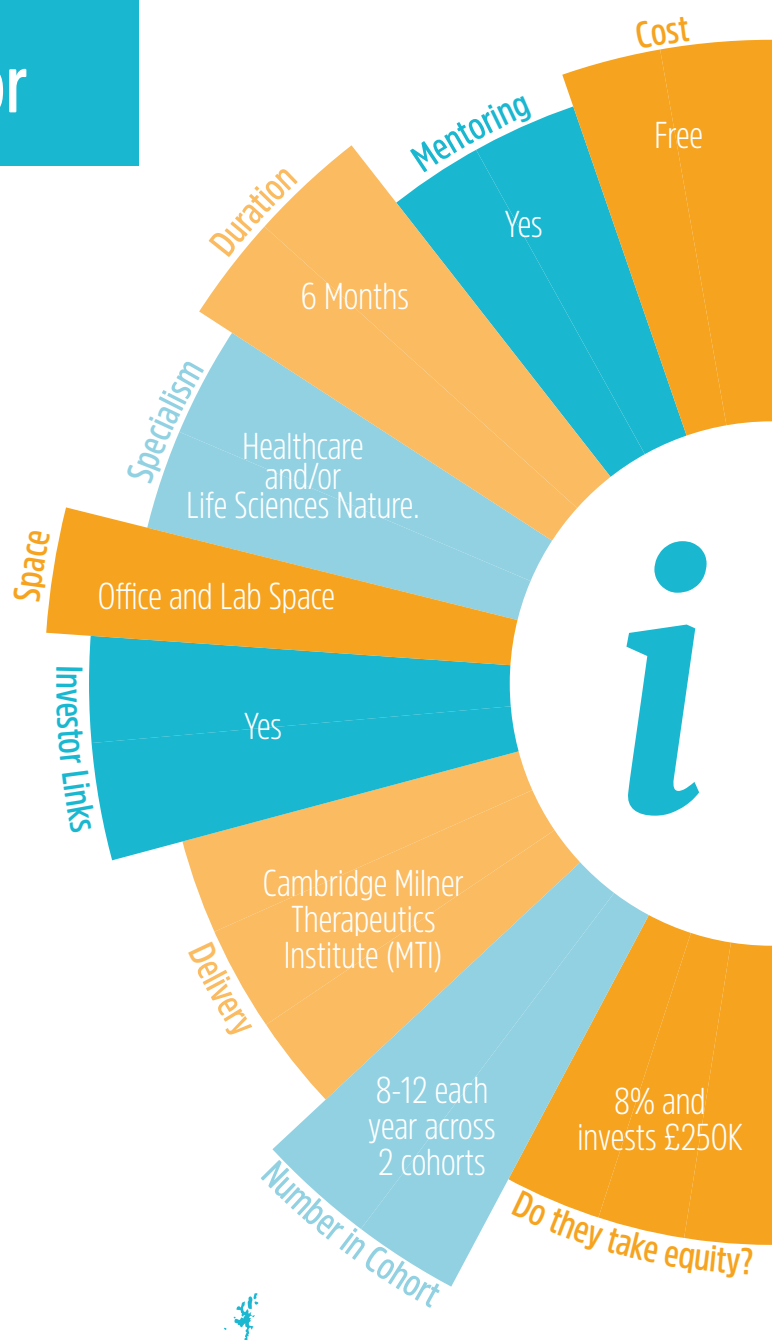 or
Cost
Free
Mentoring
Yes
Duration
6 Months
Specialism
Healthcare
and/or
Life Sciences Nature.
Space
Office and Lab Space
Investor Links
Yes
Delivery
Cambridge Milner
Therapeutics
Institute (MTI)
Number in Cohort
8-12 each
year across
2 cohorts
Do they take equity?
8% and
invests £250K
i